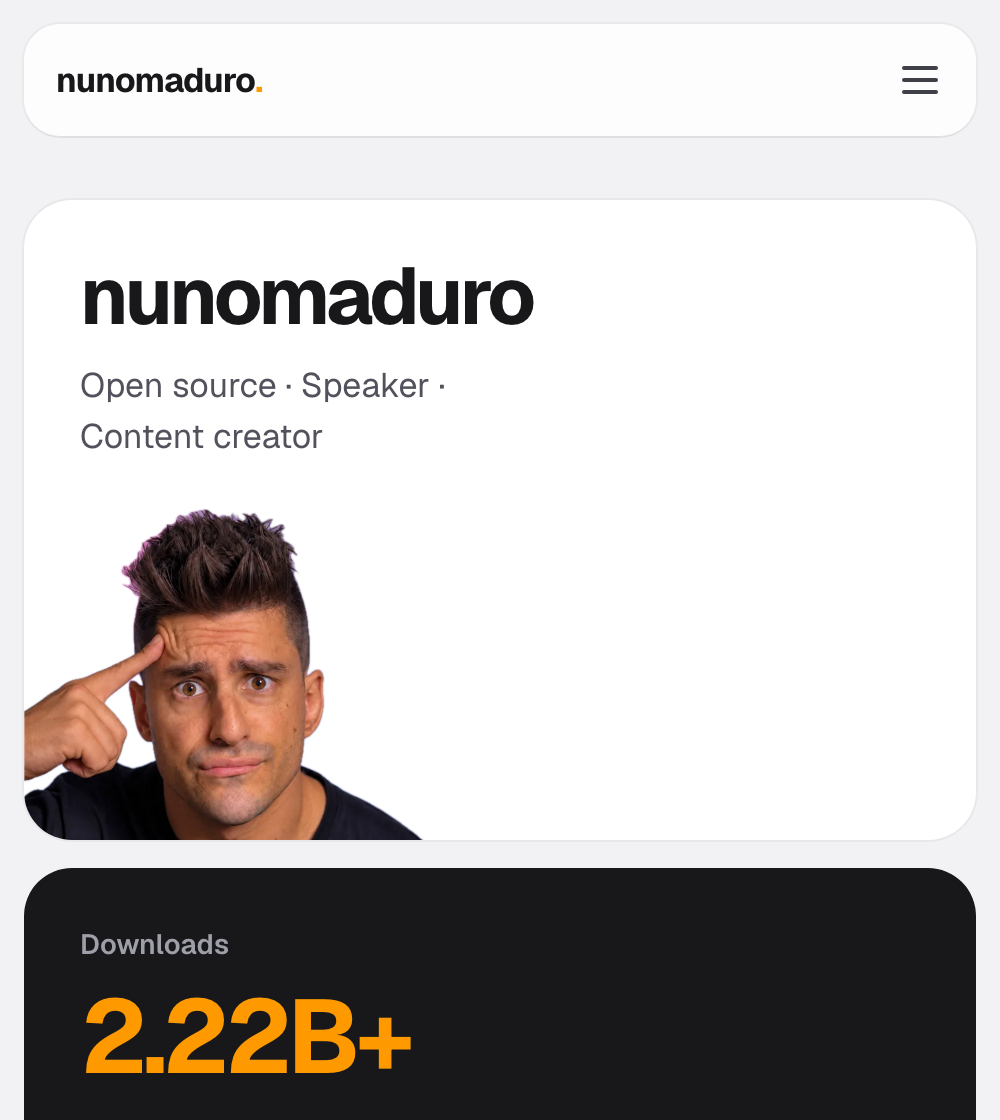 nunomaduro.
nunomaduro
Open source · Speaker ·
Content creator
Downloads
2.22B+